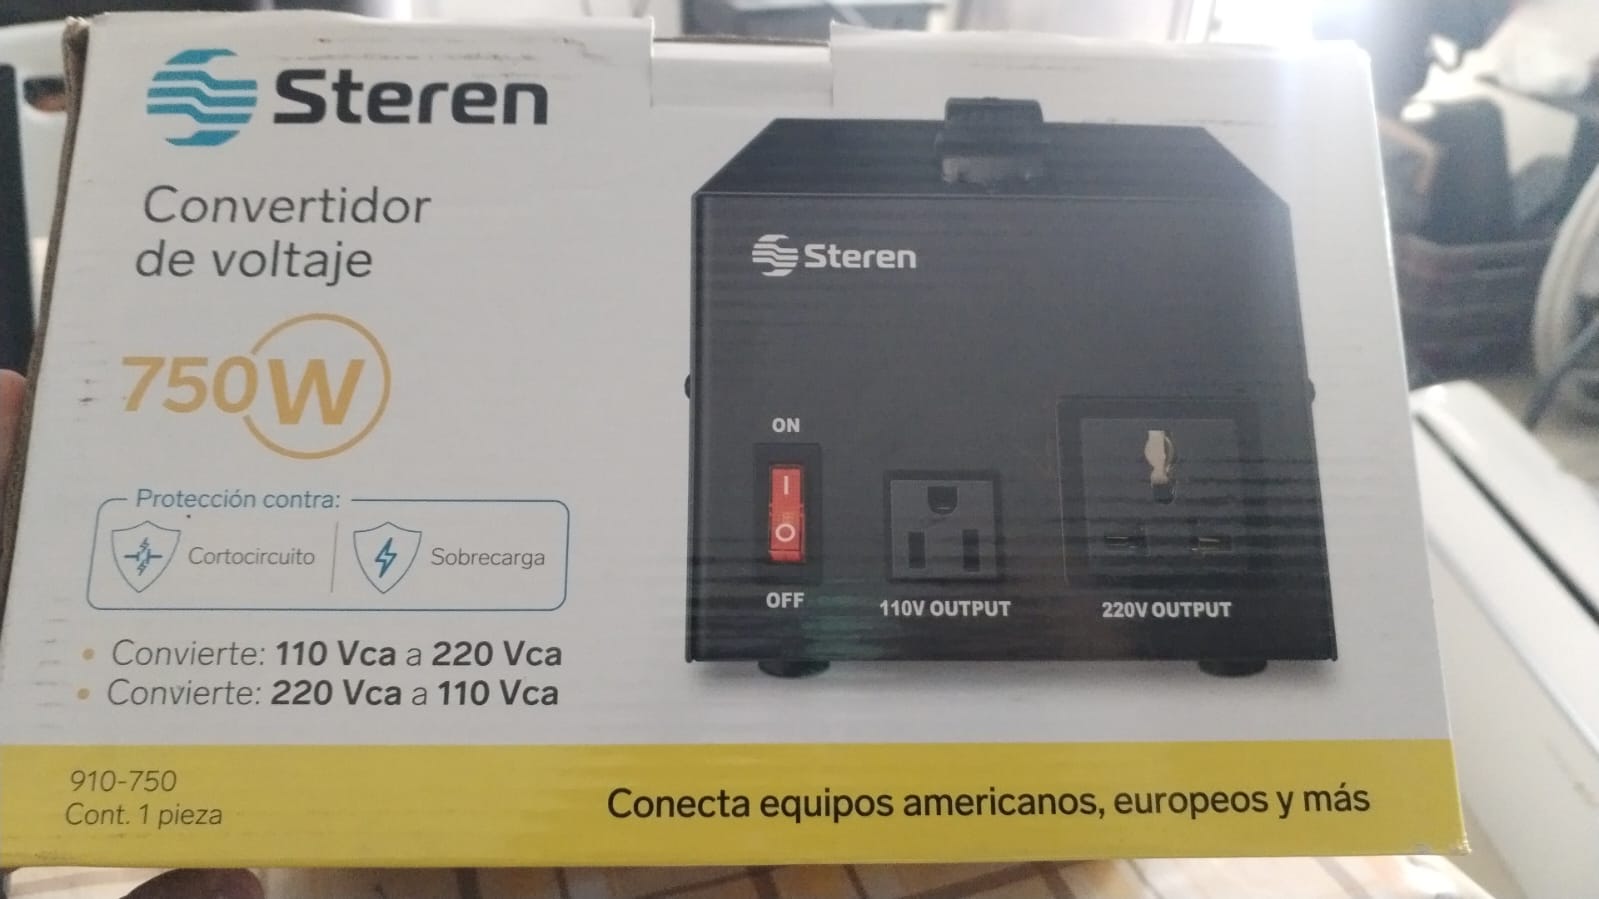 Steren
Convertidor
de voltaje
750W
Protección contra:
Cortocircuito
Sobrecarga
• Convierte: 110 Vca a 220 Vca
• Convierte: 220 Vca a 110 Vca
910-750
Cont. 1 pieza
Steren
ON
I
O
OFF
110V OUTPUT
220V OUTPUT
Conecta equipos americanos, europeos y más